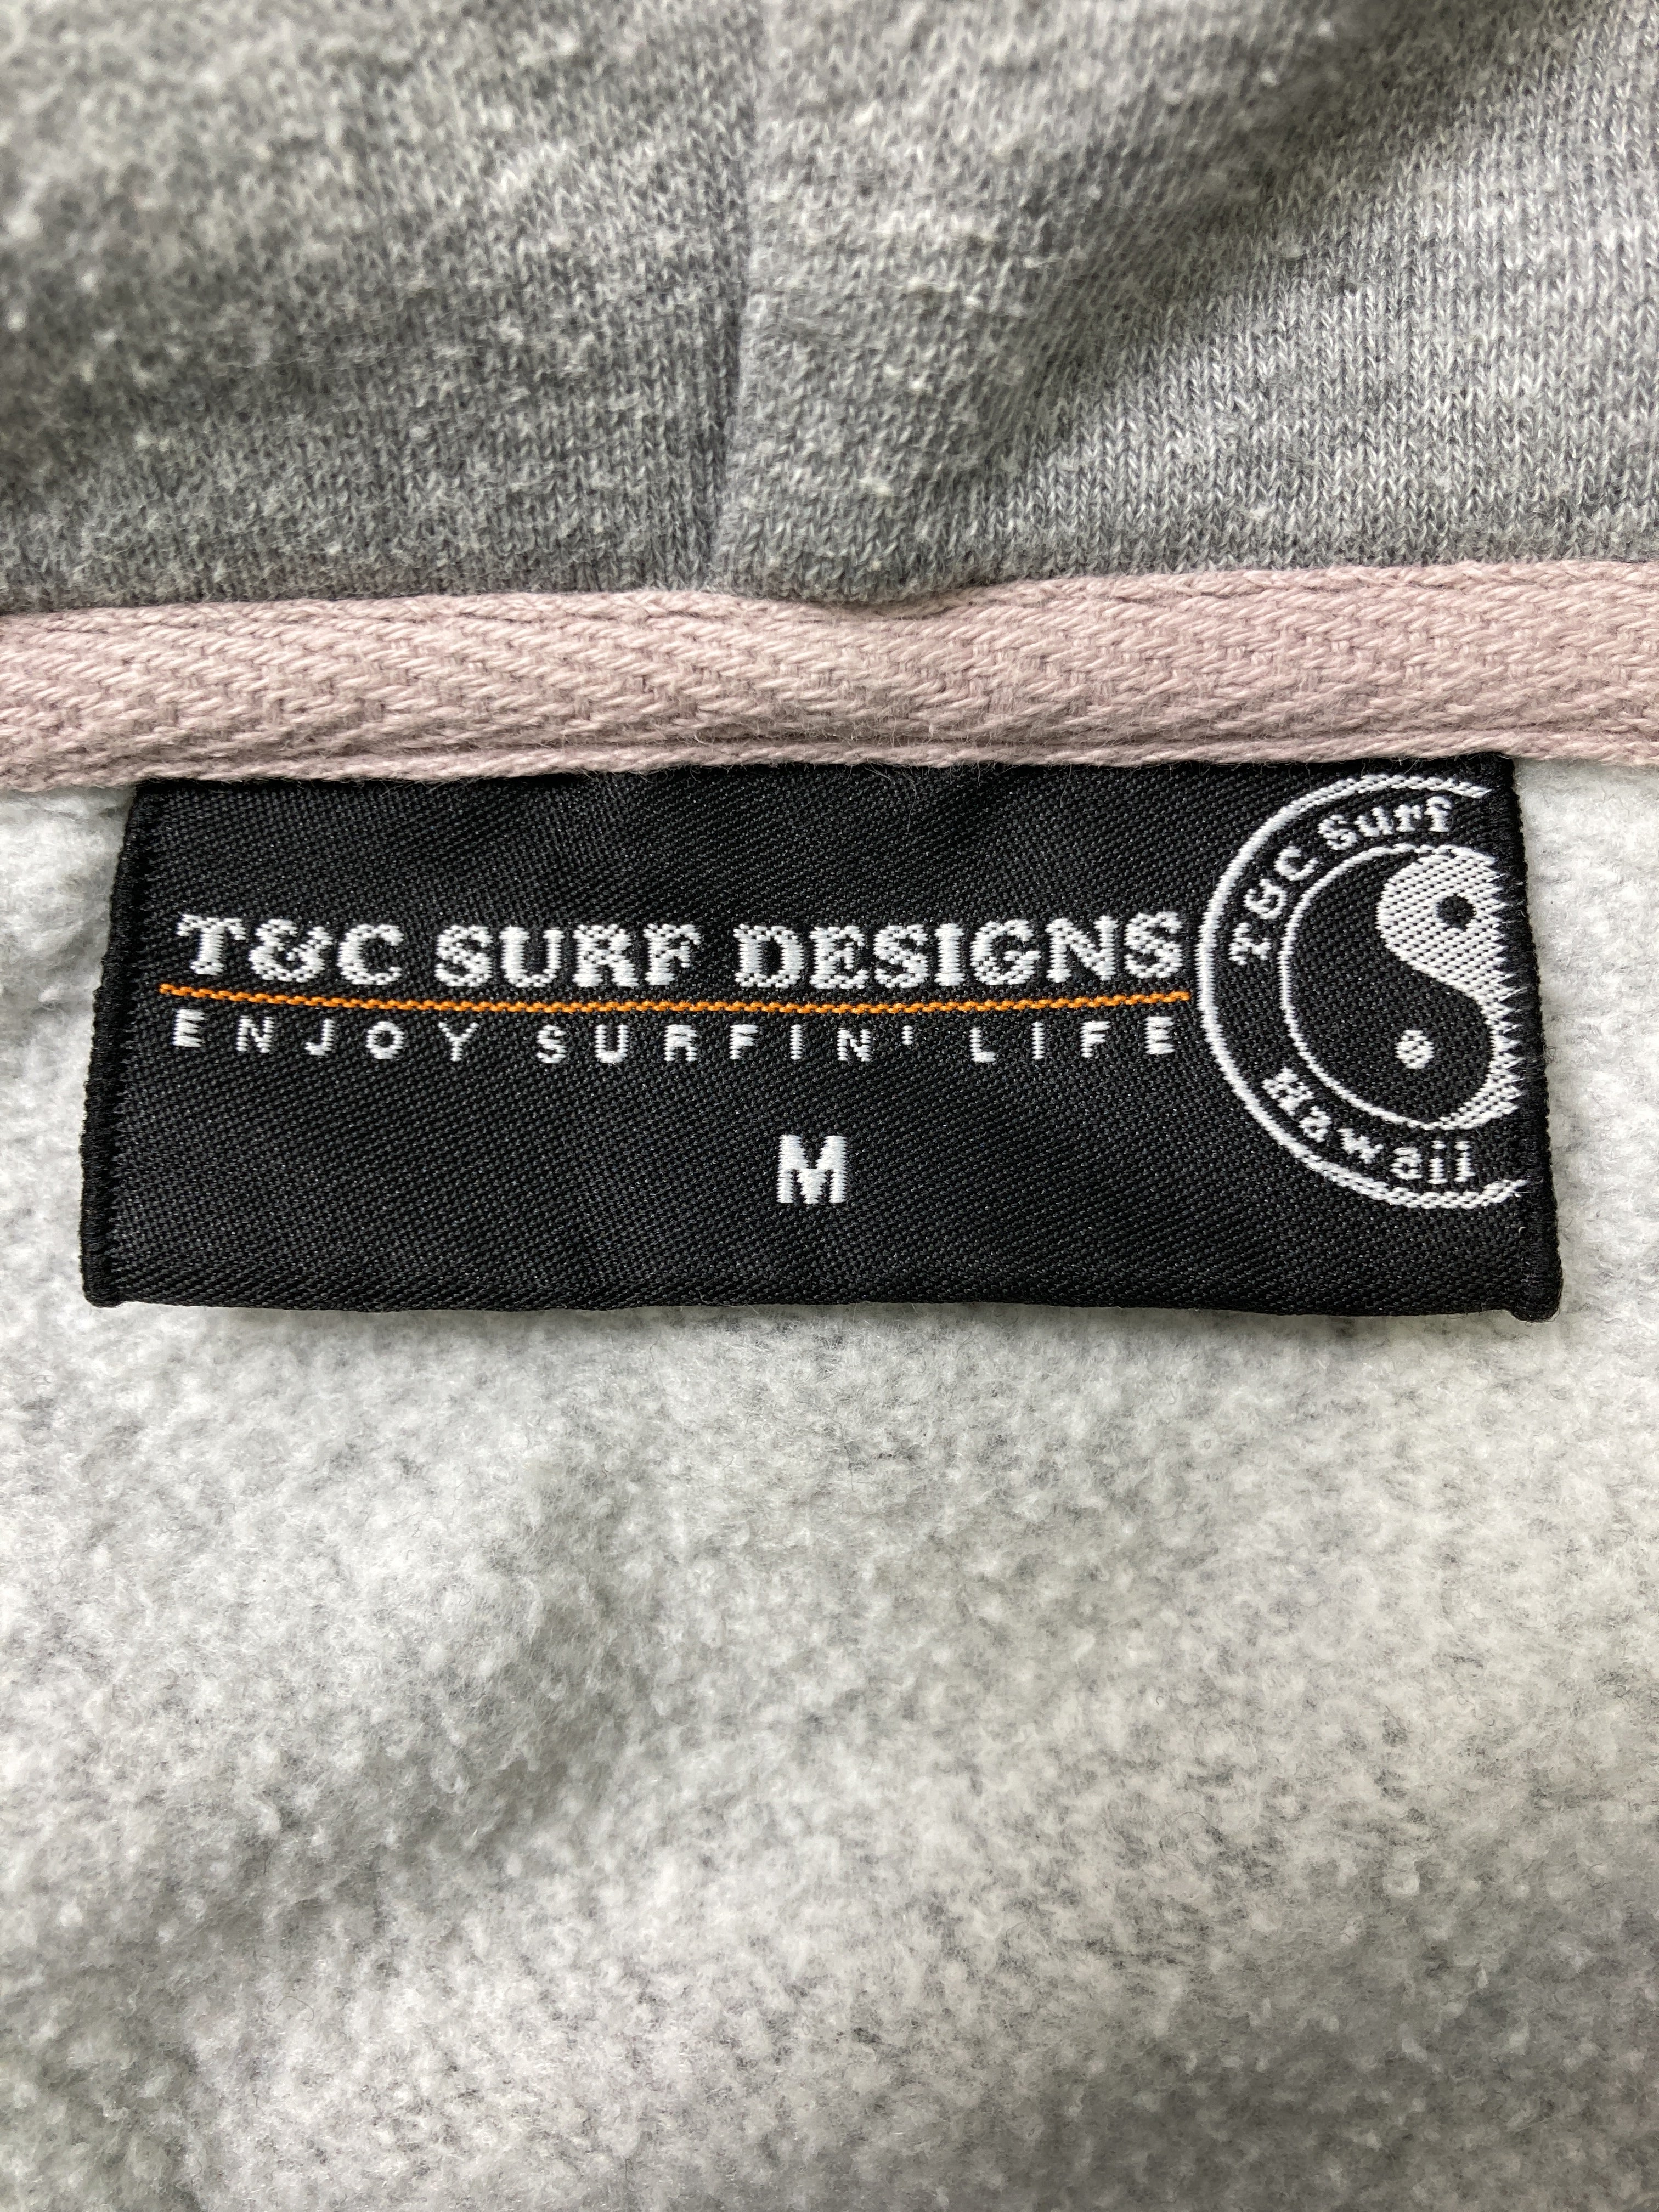 T&C SURF DESIGNS
ENJOY SURFIN' LIFE
M
T&C Surf
Hawaii